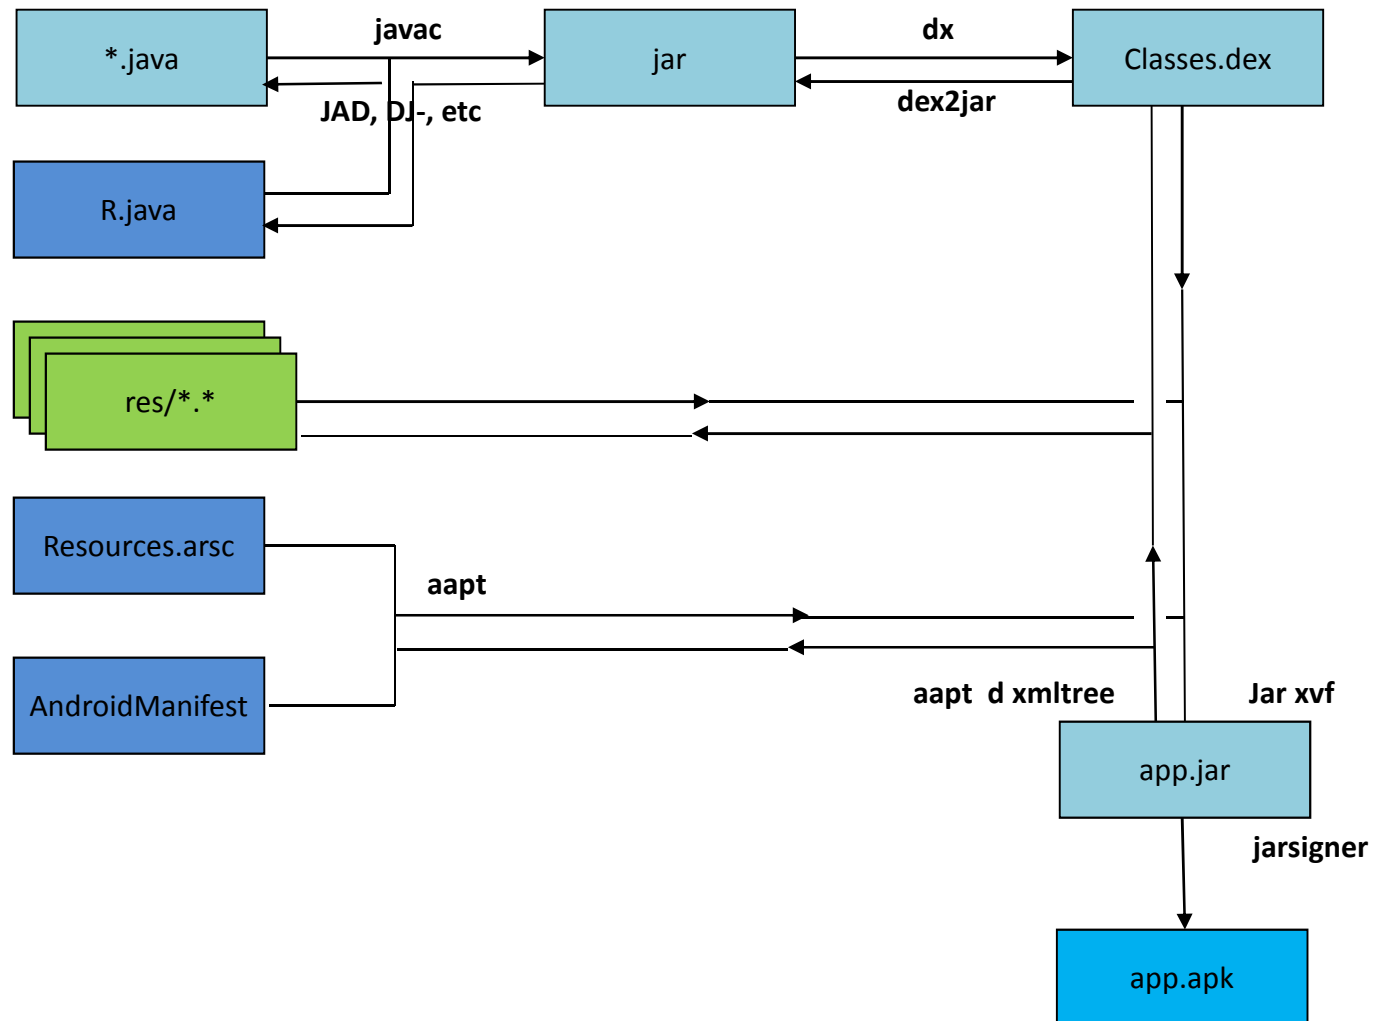 javac
dx
*.java
jar
Classes.dex
JAD, DJ-, etc
dex2jar
R.java
res/*.*
Resources.arsc
aapt
AndroidManifest
aapt d xmltree
Jar xvf
app.jar
jarsigner
app.apk